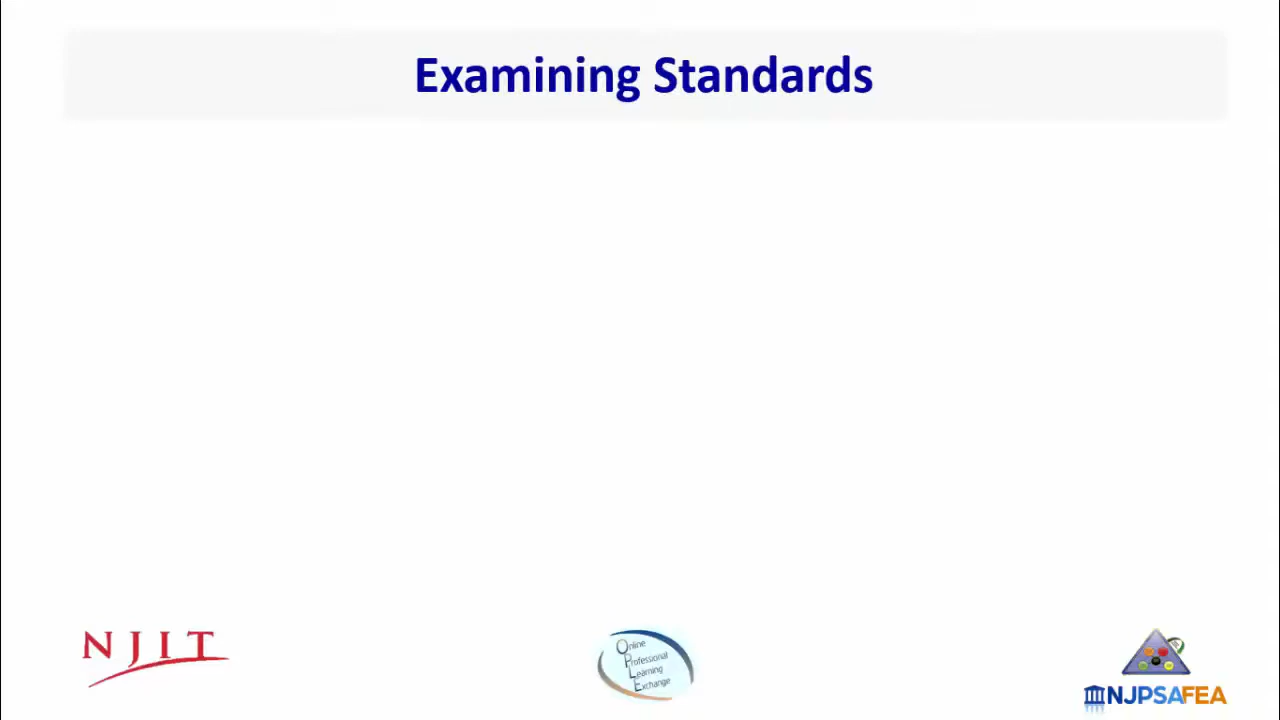 Examining Standards
NJIT
Online
Professional
Learning
Exchange
NJPSAFEA